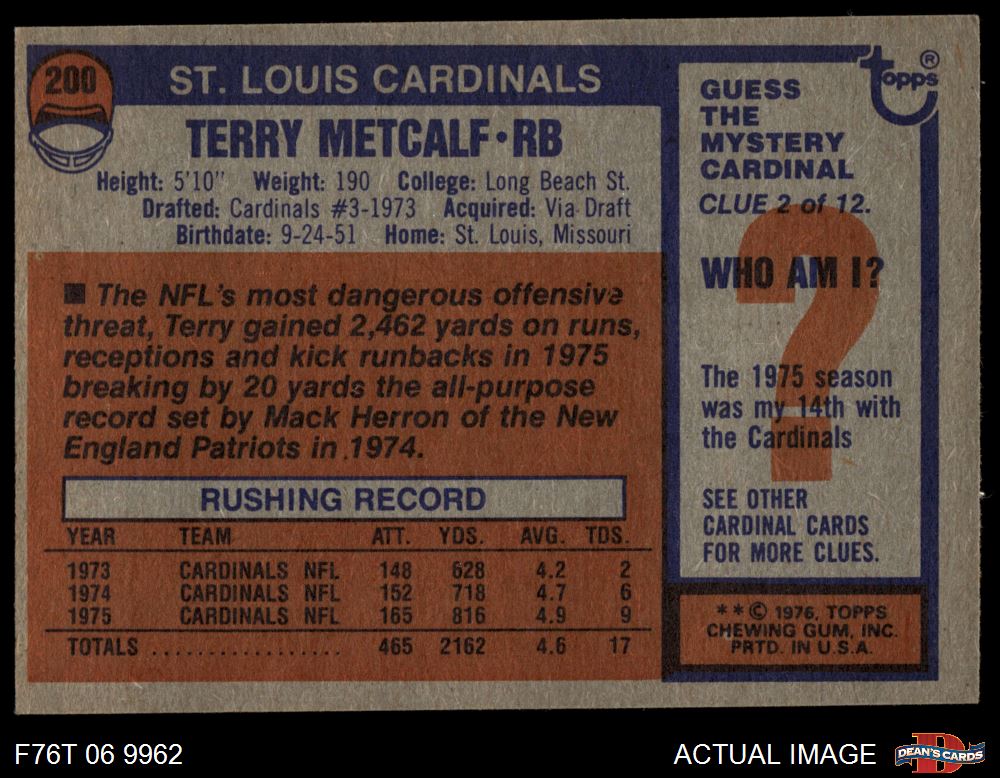 200
ST. LOUIS CARDINALS
TERRY METCALF•RB
Height: 5'10" Weight: 190 College: Long Beach St.
Drafted: Cardinals #3-1973 Acquired: Via Draft
Birthdate: 9-24-51 Home: St. Louis, Missouri
■ The NFL's most dangerous offensive
threat, Terry gained 2,462 yards on runs,
receptions and kick runbacks in 1975
breaking by 20 yards the all-purpose
record set by Mack Herron of the New
England Patriots in 1974.
RUSHING RECORD
YEAR TEAM ATT. YDS. AVG. TDS.
1973 CARDINALS NFL 148 628 4.2 2
1974 CARDINALS NFL 152 718 4.7 6
1975 CARDINALS NFL 165 816 4.9 9
TOTALS .................. 465 2162 4.6 17
topps ®
GUESS
THE
MYSTERY
CARDINAL
CLUE 2 of 12.
?
WHO AM I?
The 1975 season
was my 14th with
the Cardinals
SEE OTHER
CARDINAL CARDS
FOR MORE CLUES.
**© 1976, TOPPS
CHEWING GUM, INC.
PRTD. IN U.S.A.
F76T 06 9962
ACTUAL IMAGE
D
DEAN'S CARDS